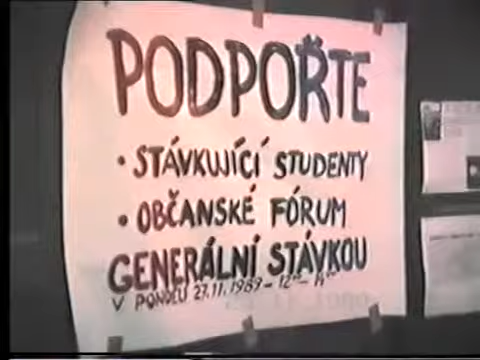 PODPOŘTE
• STÁVKUJÍCÍ STUDENTY
• OBČANSKÉ FÓRUM
GENERÁLNÍ STÁVKOU
V PONDĚLÍ 27.11.1989 - 12⁰⁰ - 14⁰⁰